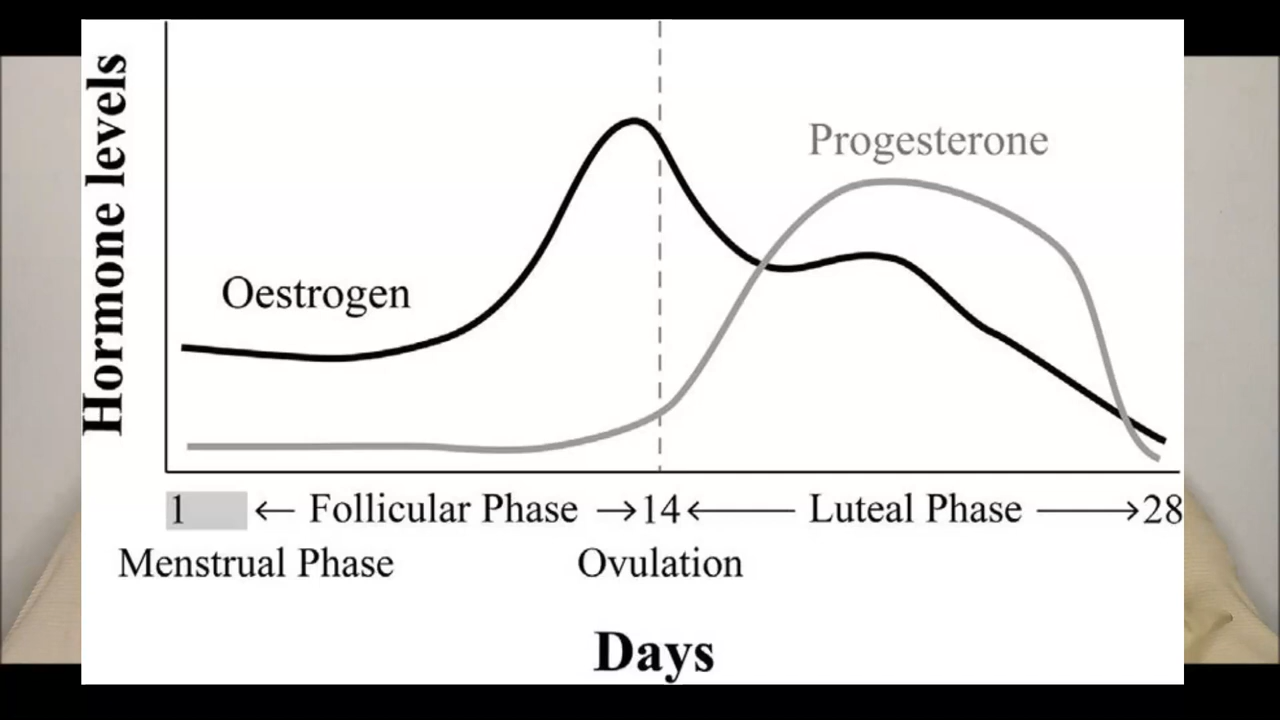 Hormone levels
Progesterone
Oestrogen
1 ← Follicular Phase → 14 ← Luteal Phase → 28
Menstrual Phase Ovulation
Days